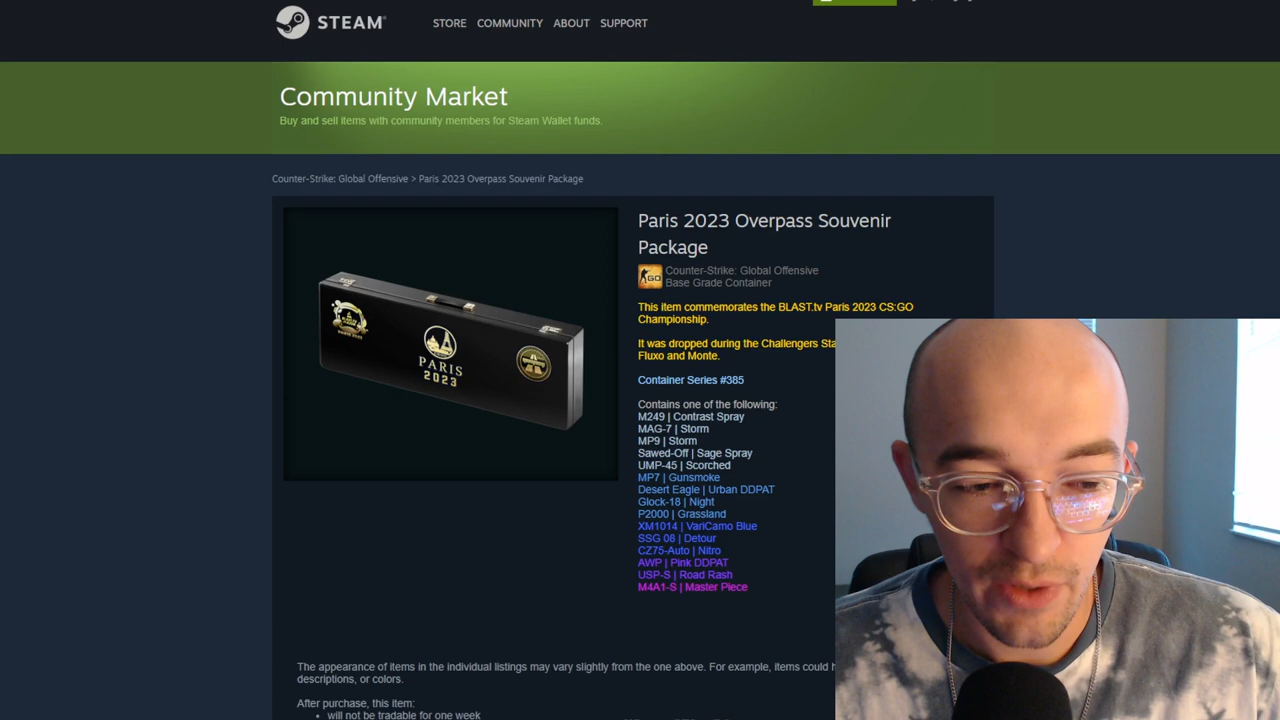 STEAM
STORE
COMMUNITY
ABOUT
SUPPORT
Community Market
Buy and sell items with community members for Steam Wallet funds.
Counter-Strike: Global Offensive > Paris 2023 Overpass Souvenir Package
PARIS
2023
Paris 2023 Overpass Souvenir
Package
GO
Counter-Strike: Global Offensive
Base Grade Container
This item commemorates the BLAST.tv Paris 2023 CS:GO
Championship.
It was dropped during the Challengers Sta
Fluxo and Monte.
Container Series #385
Contains one of the following:
M249 | Contrast Spray
MAG-7 | Storm
MP9 | Storm
Sawed-Off | Sage Spray
UMP-45 | Scorched
MP7 | Gunsmoke
Desert Eagle | Urban DDPAT
Glock-18 | Night
P2000 | Grassland
XM1014 | VariCamo Blue
SSG 08 | Detour
CZ75-Auto | Nitro
AWP | Pink DDPAT
USP-S | Road Rash
M4A1-S | Master Piece
The appearance of items in the individual listings may vary slightly from the one above. For example, items could h
descriptions, or colors.
After purchase, this item:
• will not be tradable for one week